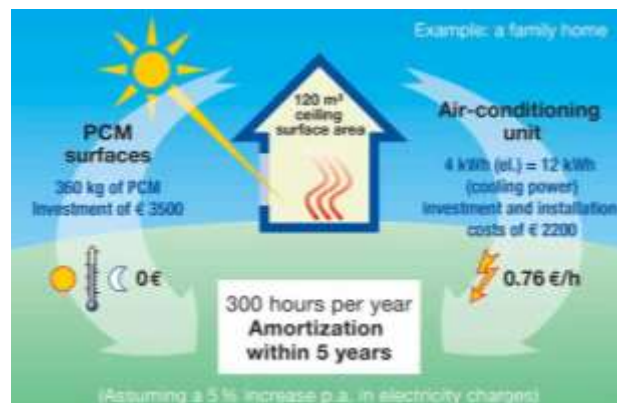 Example: a family home
120 m²
ceiling
surface area
PCM
surfaces
360 kg of PCM
Investment of € 3500
0 €
Air-conditioning
unit
4 kWh (el.) = 12 kWh
(cooling power)
Investment and installation
costs of € 2200
0.76 €/h
300 hours per year
Amortization
within 5 years
(Assuming a 5 % increase p.a. in electricity charges)